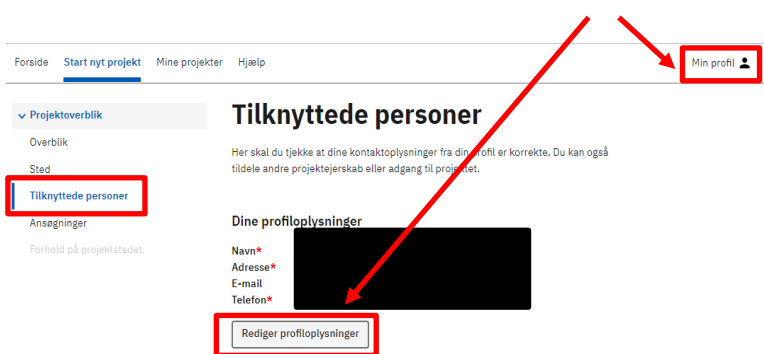 Forside Start nyt projekt Mine projekter Hjælp Min profil
Projektoverblik
Overblik
Sted
Tilknyttede personer
Ansøgninger
Forhold på projektstedet
Tilknyttede personer
Her skal du tjekke at dine kontaktoplysninger fra din profil er korrekte. Du kan også
tildele andre projektejerskab eller adgang til projektet.
Dine profiloplysninger
Navn*
Adresse*
E-mail
Telefon*
Rediger profiloplysninger